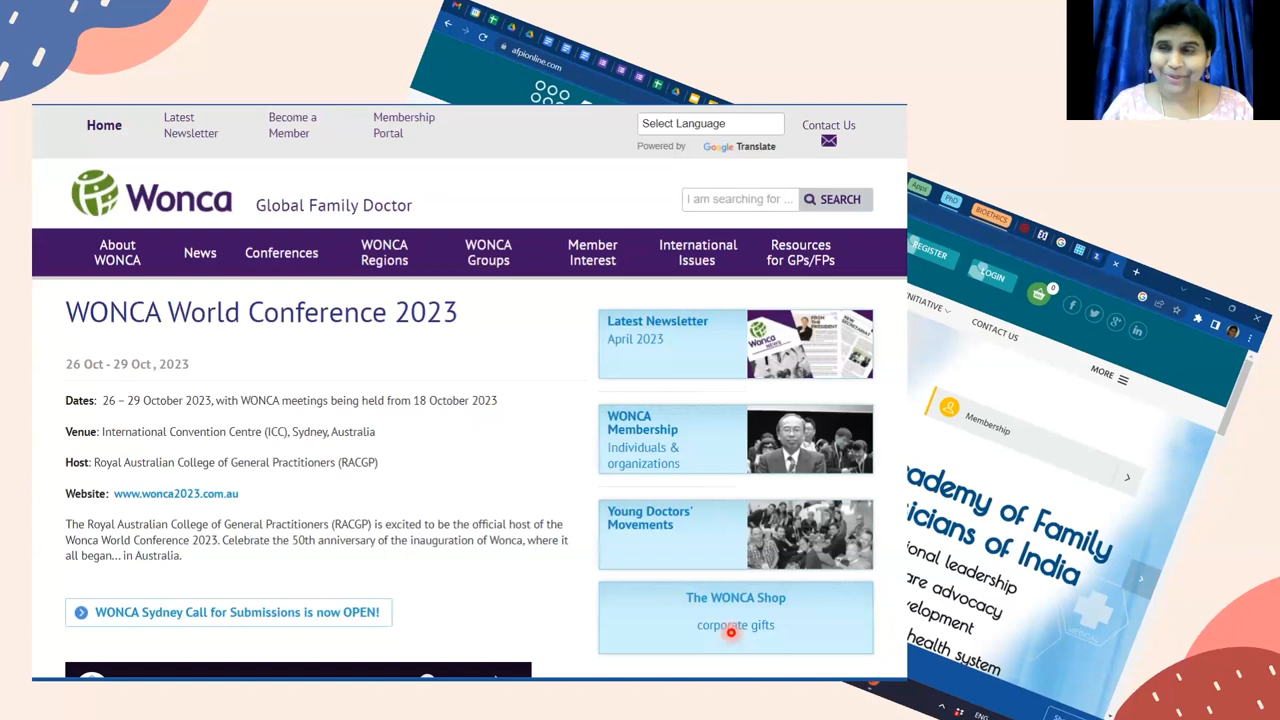 afpionline.com
Home
Latest
Newsletter
Become a
Member
Membership
Portal
Select Language
Powered by Google Translate
Contact Us
Wonca
Global Family Doctor
I am searching for ...
SEARCH
About
WONCA
News
Conferences
WONCA
Regions
WONCA
Groups
Member
Interest
International
Issues
Resources
for GPs/FPs
WONCA World Conference 2023
26 Oct - 29 Oct , 2023
Dates: 26 – 29 October 2023, with WONCA meetings being held from 18 October 2023
Venue: International Convention Centre (ICC), Sydney, Australia
Host: Royal Australian College of General Practitioners (RACGP)
Website: www.wonca2023.com.au
The Royal Australian College of General Practitioners (RACGP) is excited to be the official host of the
Wonca World Conference 2023. Celebrate the 50th anniversary of the inauguration of Wonca, where it
all began... in Australia.
WONCA Sydney Call for Submissions is now OPEN!
Latest Newsletter
April 2023
WONCA
Membership
Individuals &
organizations
Young Doctors'
Movements
The WONCA Shop
corporate gifts
Apps
PhD
BIOETHICS
REGISTER
LOGIN
0
INITIATIVE
CONTACT US
MORE
Membership
ademy of Family
icians of India
onal leadership
are advocacy
velopment
health system
ENG